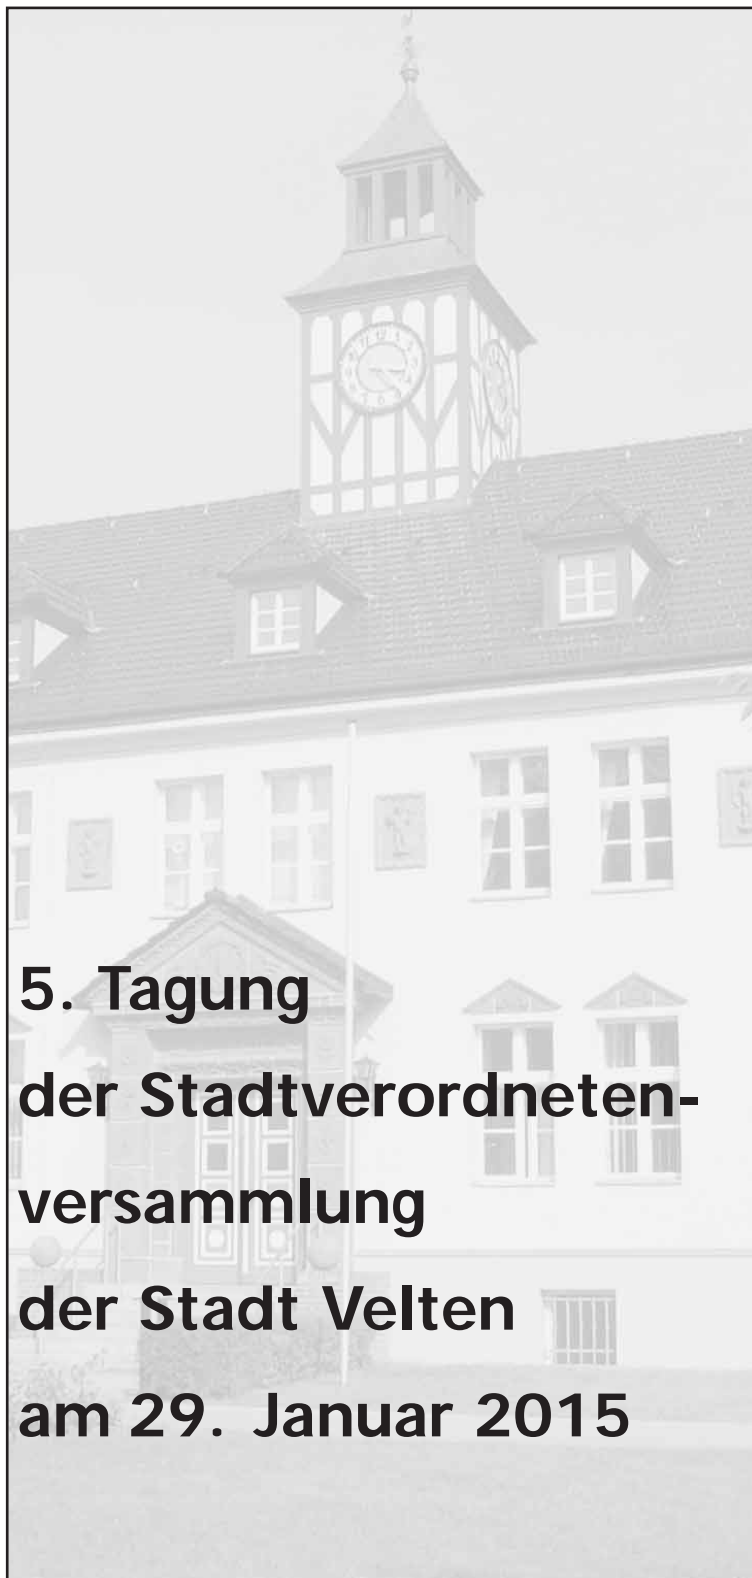 5. Tagung
der Stadtverordneten-
versammlung
der Stadt Velten
am 29. Januar 2015